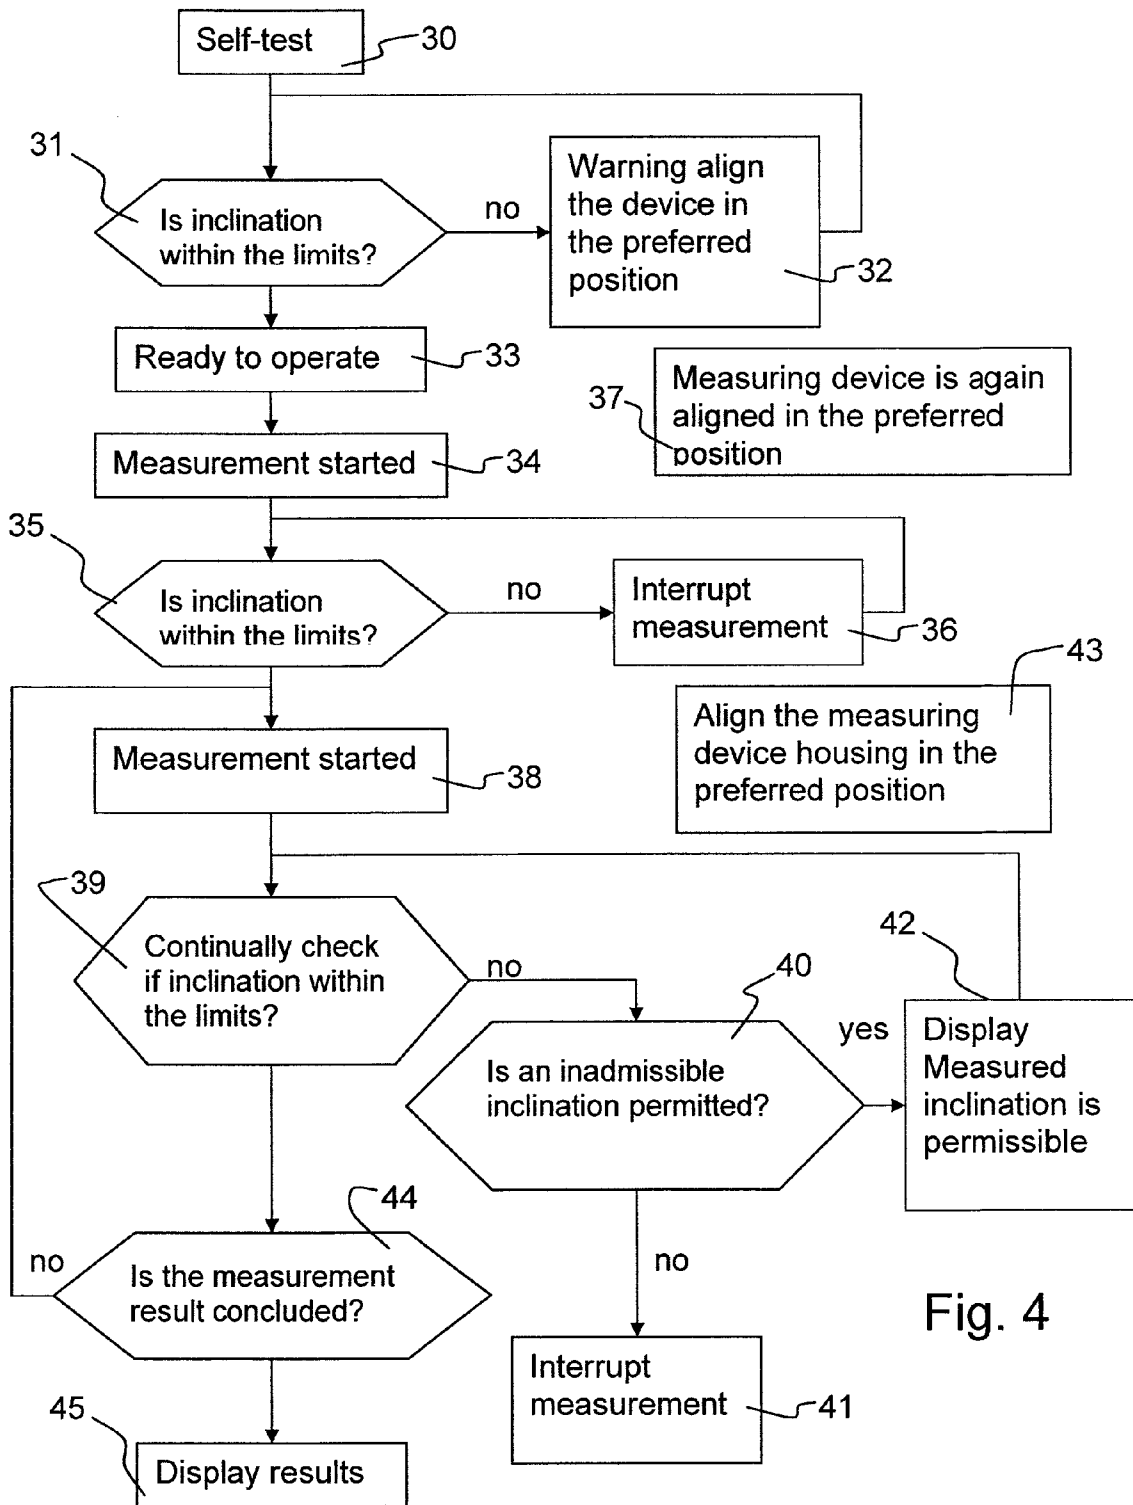 Self-test
30
31
Is inclination
within the limits?
no
Warning align
the device in
the preferred
position
32
Ready to operate
33
Measuring device is again
aligned in the preferred
position
37
Measurement started
34
35
Is inclination
within the limits?
no
Interrupt
measurement
36
43
Align the measuring
device housing in the
preferred position
Measurement started
38
39
Continually check
if inclination within
the limits?
no
40
Is an inadmissible
inclination permitted?
yes
42
Display
Measured
inclination is
permissible
44
no
Is the measurement
result concluded?
no
Interrupt
measurement
41
Fig. 4
45
Display results